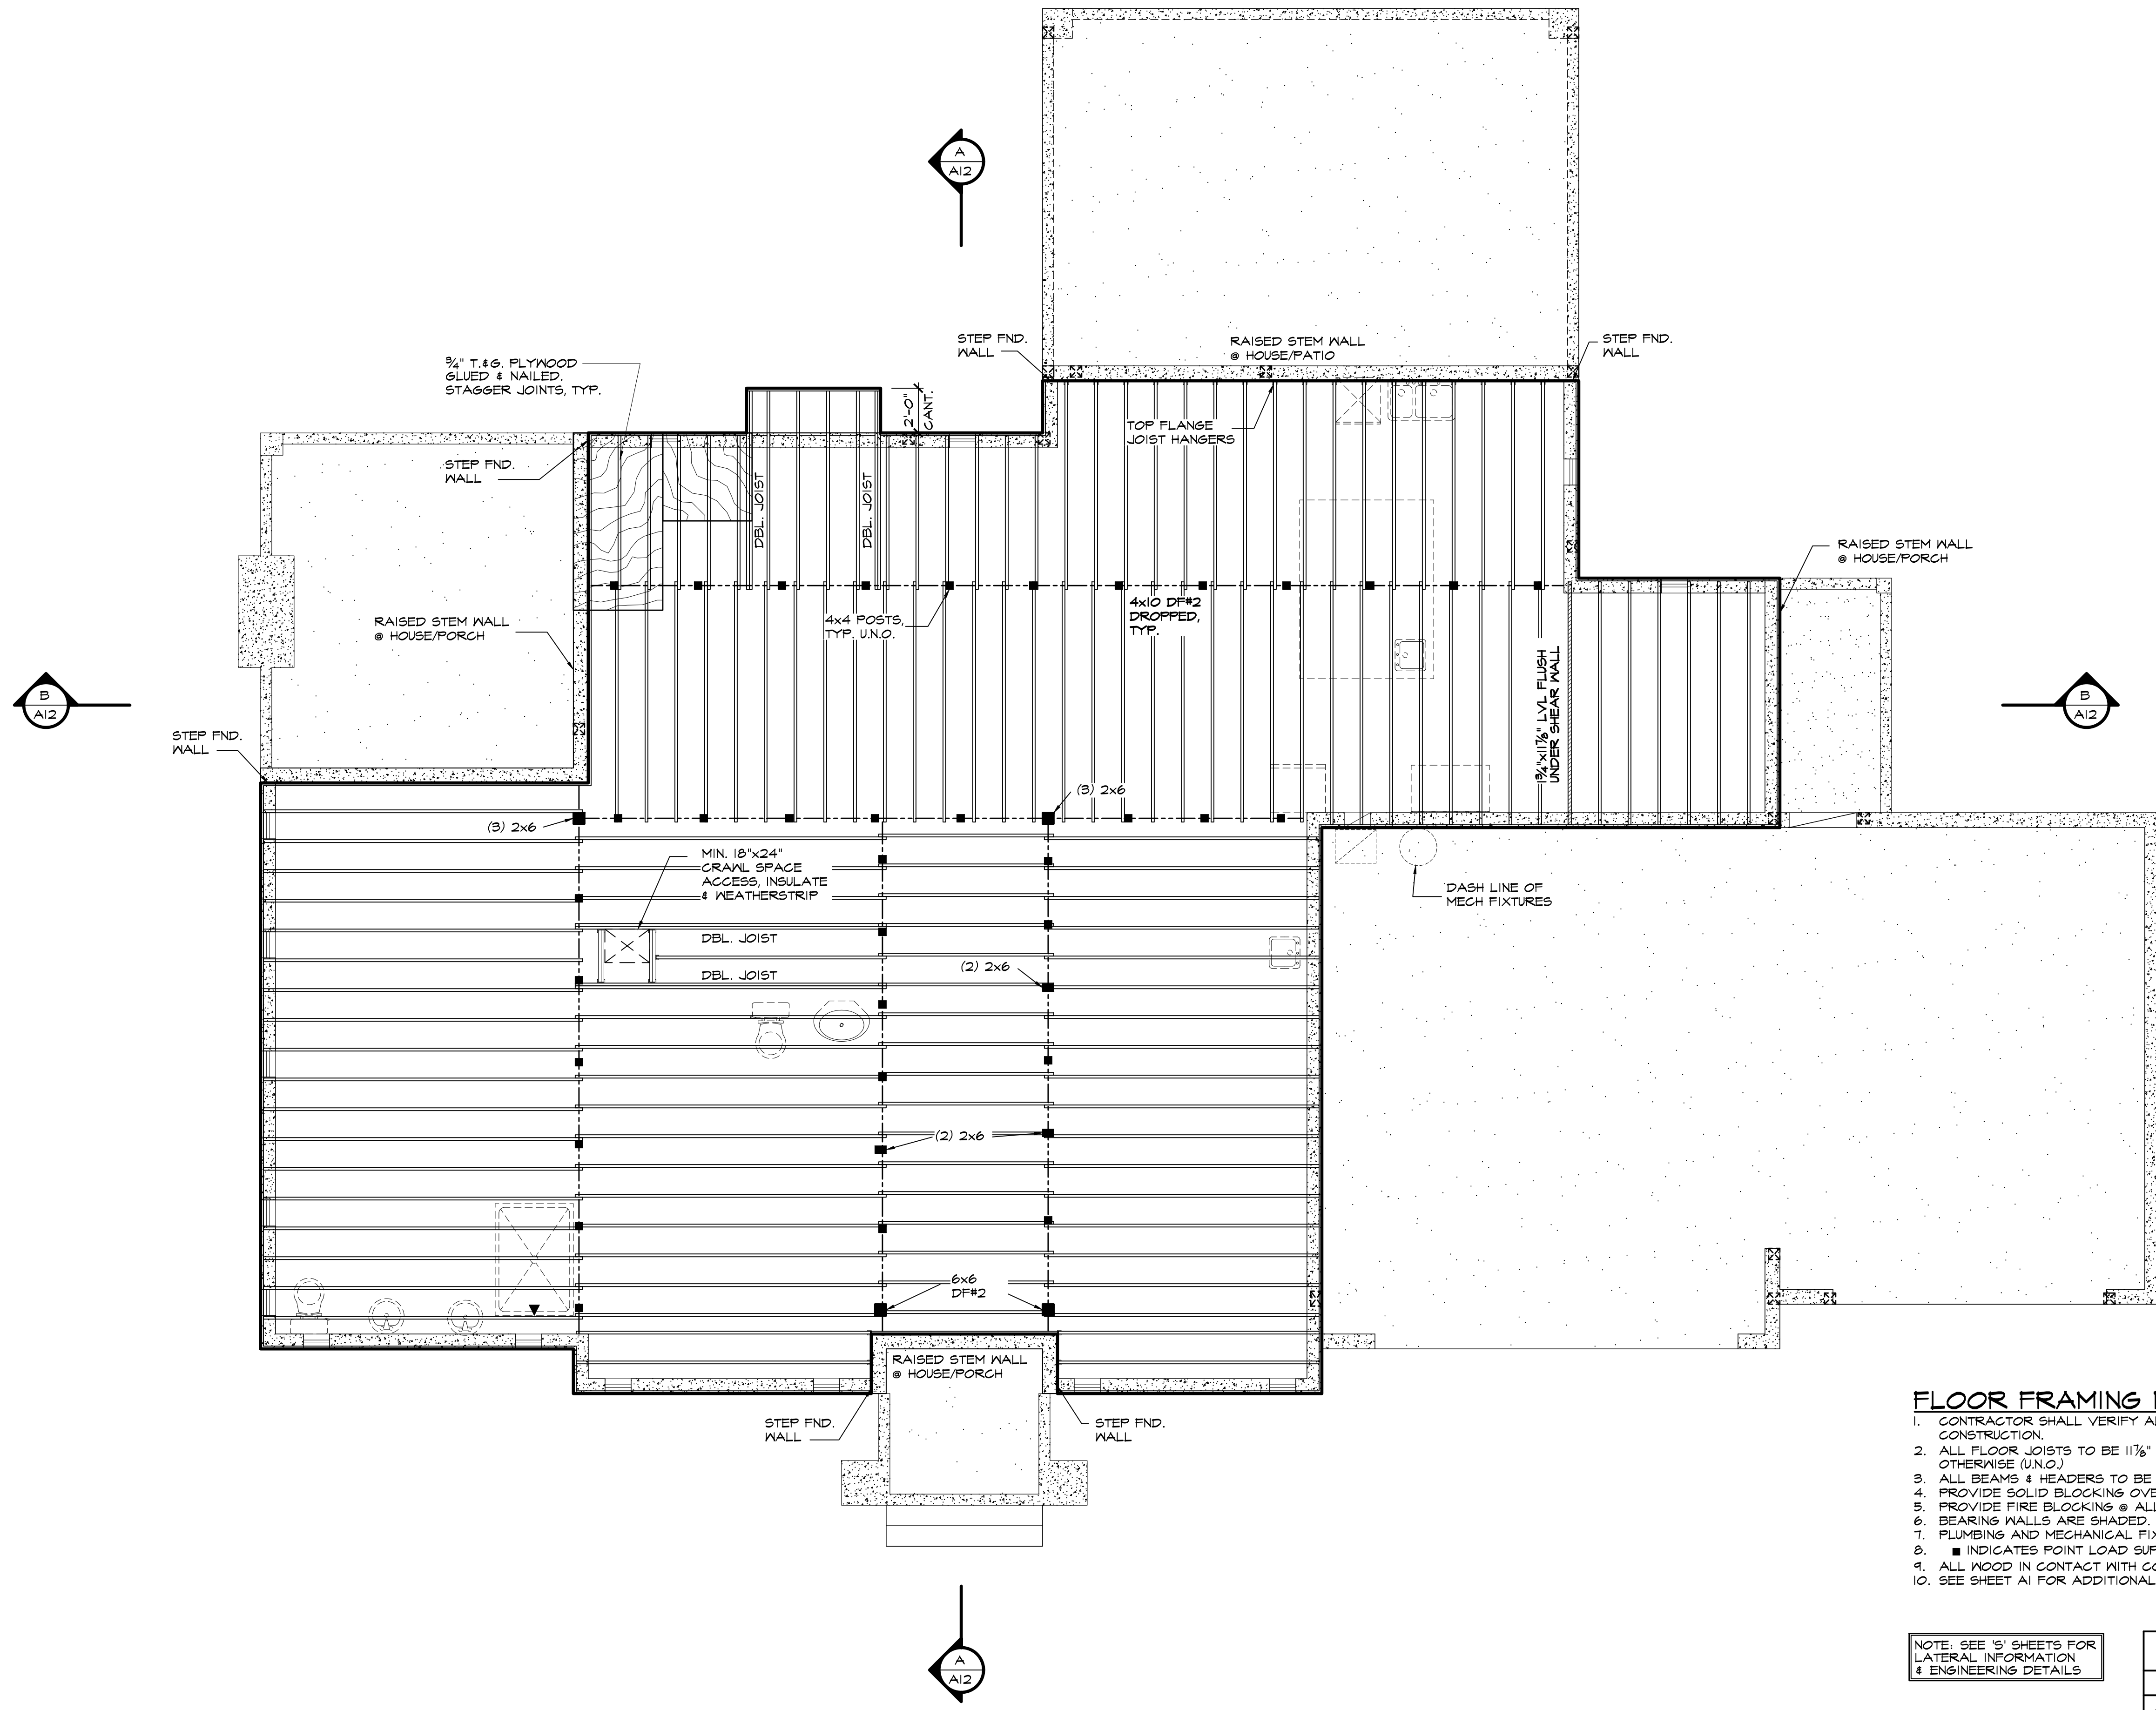 A
A12
STEP FND.
WALL
RAISED STEM WALL
@ HOUSE/PATIO
STEP FND.
WALL
3/4" T.&G. PLYWOOD
GLUED & NAILED.
STAGGER JOINTS, TYP.
2'-0"
CANT.
TOP FLANGE
JOIST HANGERS
STEP FND.
WALL
DBL. JOIST
DBL. JOIST
RAISED STEM WALL
@ HOUSE/PORCH
4x4 POSTS,
TYP. U.N.O.
4x10 DF#2
DROPPED,
TYP.
RAISED STEM WALL
@ HOUSE/PORCH
1 3/4"x11 7/8" LVL FLUSH
UNDER SHEAR WALL
B
A12
B
A12
STEP FND.
WALL
(3) 2x6
(3) 2x6
MIN. 18"x24"
CRAWL SPACE
ACCESS, INSULATE
& WEATHERSTRIP
DASH LINE OF
MECH FIXTURES
DBL. JOIST
DBL. JOIST
(2) 2x6
(2) 2x6
6x6
DF#2
RAISED STEM WALL
@ HOUSE/PORCH
STEP FND.
WALL
STEP FND.
WALL
FLOOR FRAMING
1. CONTRACTOR SHALL VERIFY
CONSTRUCTION.
2. ALL FLOOR JOISTS TO BE 11 7/8"
OTHERWISE (U.N.O.)
3. ALL BEAMS & HEADERS TO BE
4. PROVIDE SOLID BLOCKING
5. PROVIDE FIRE BLOCKING @
6. BEARING WALLS ARE SHADED.
7. PLUMBING AND MECHANICAL
8. ■ INDICATES POINT LOAD
9. ALL WOOD IN CONTACT WITH
10. SEE SHEET A1 FOR ADDITIONAL
NOTE: SEE 'S' SHEETS FOR
LATERAL INFORMATION
& ENGINEERING DETAILS
A
A12